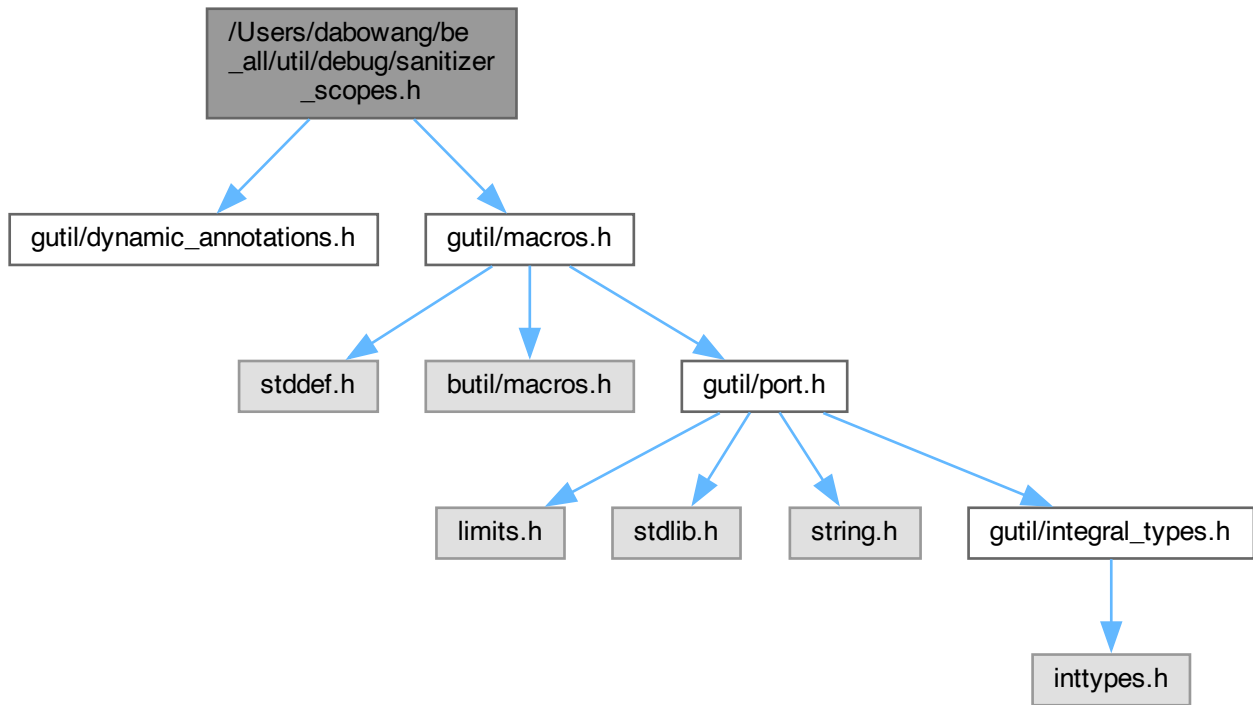 /Users/dabowang/be
_all/util/debug/sanitizer
_scopes.h
gutil/dynamic_annotations.h
gutil/macros.h
stddef.h
butil/macros.h
gutil/port.h
limits.h
stdlib.h
string.h
gutil/integral_types.h
inttypes.h